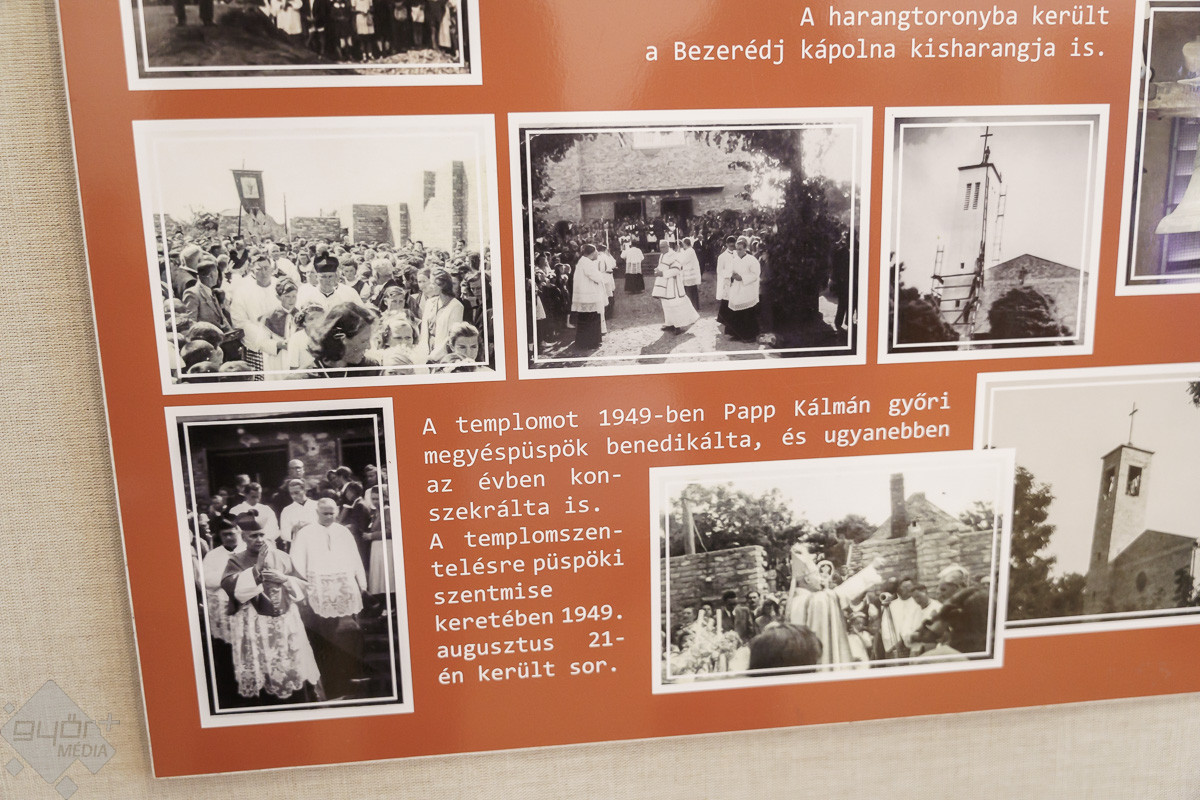 A harangtoronyba került
a Bezerédj kápolna kisharangja is.
A templomot 1949-ben Papp Kálmán győri
megyéspüspök benedikálta, és ugyanebben
az évben kon-
szekrálta is.
A templomszen-
telésre püspöki
szentmise
keretében 1949.
augusztus 21-
én került sor.
győr+
MÉDIA